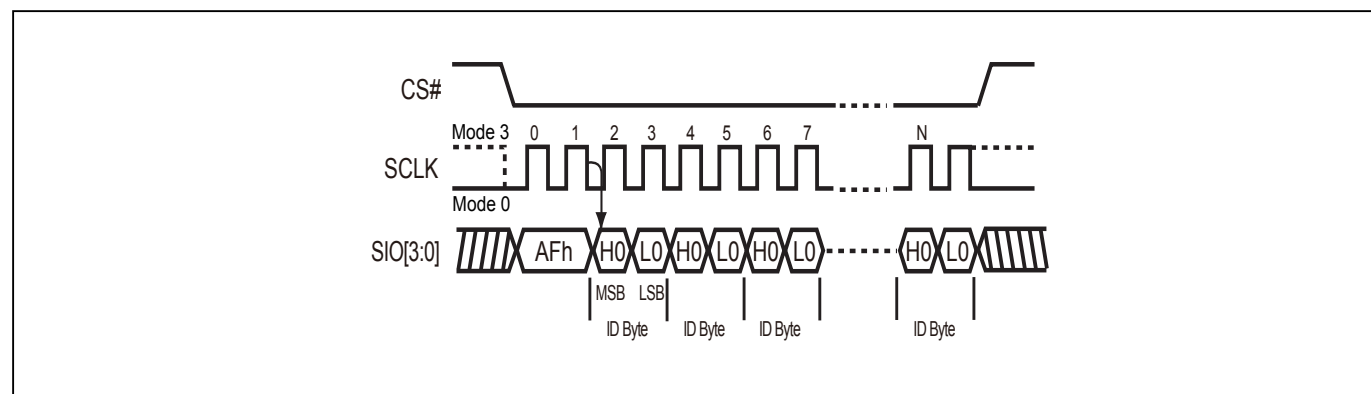 CS#
Mode 3 0 1 2 3 4 5 6 7 N
SCLK
Mode 0
SIO[3:0] AFh H0 L0 H0 L0 H0 L0 H0 L0
MSB LSB
ID Byte ID Byte ID Byte ID Byte